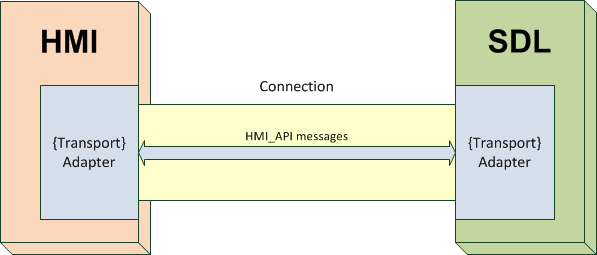 HMI
SDL
Connection
HMI_API messages
{Transport}
Adapter
{Transport}
Adapter